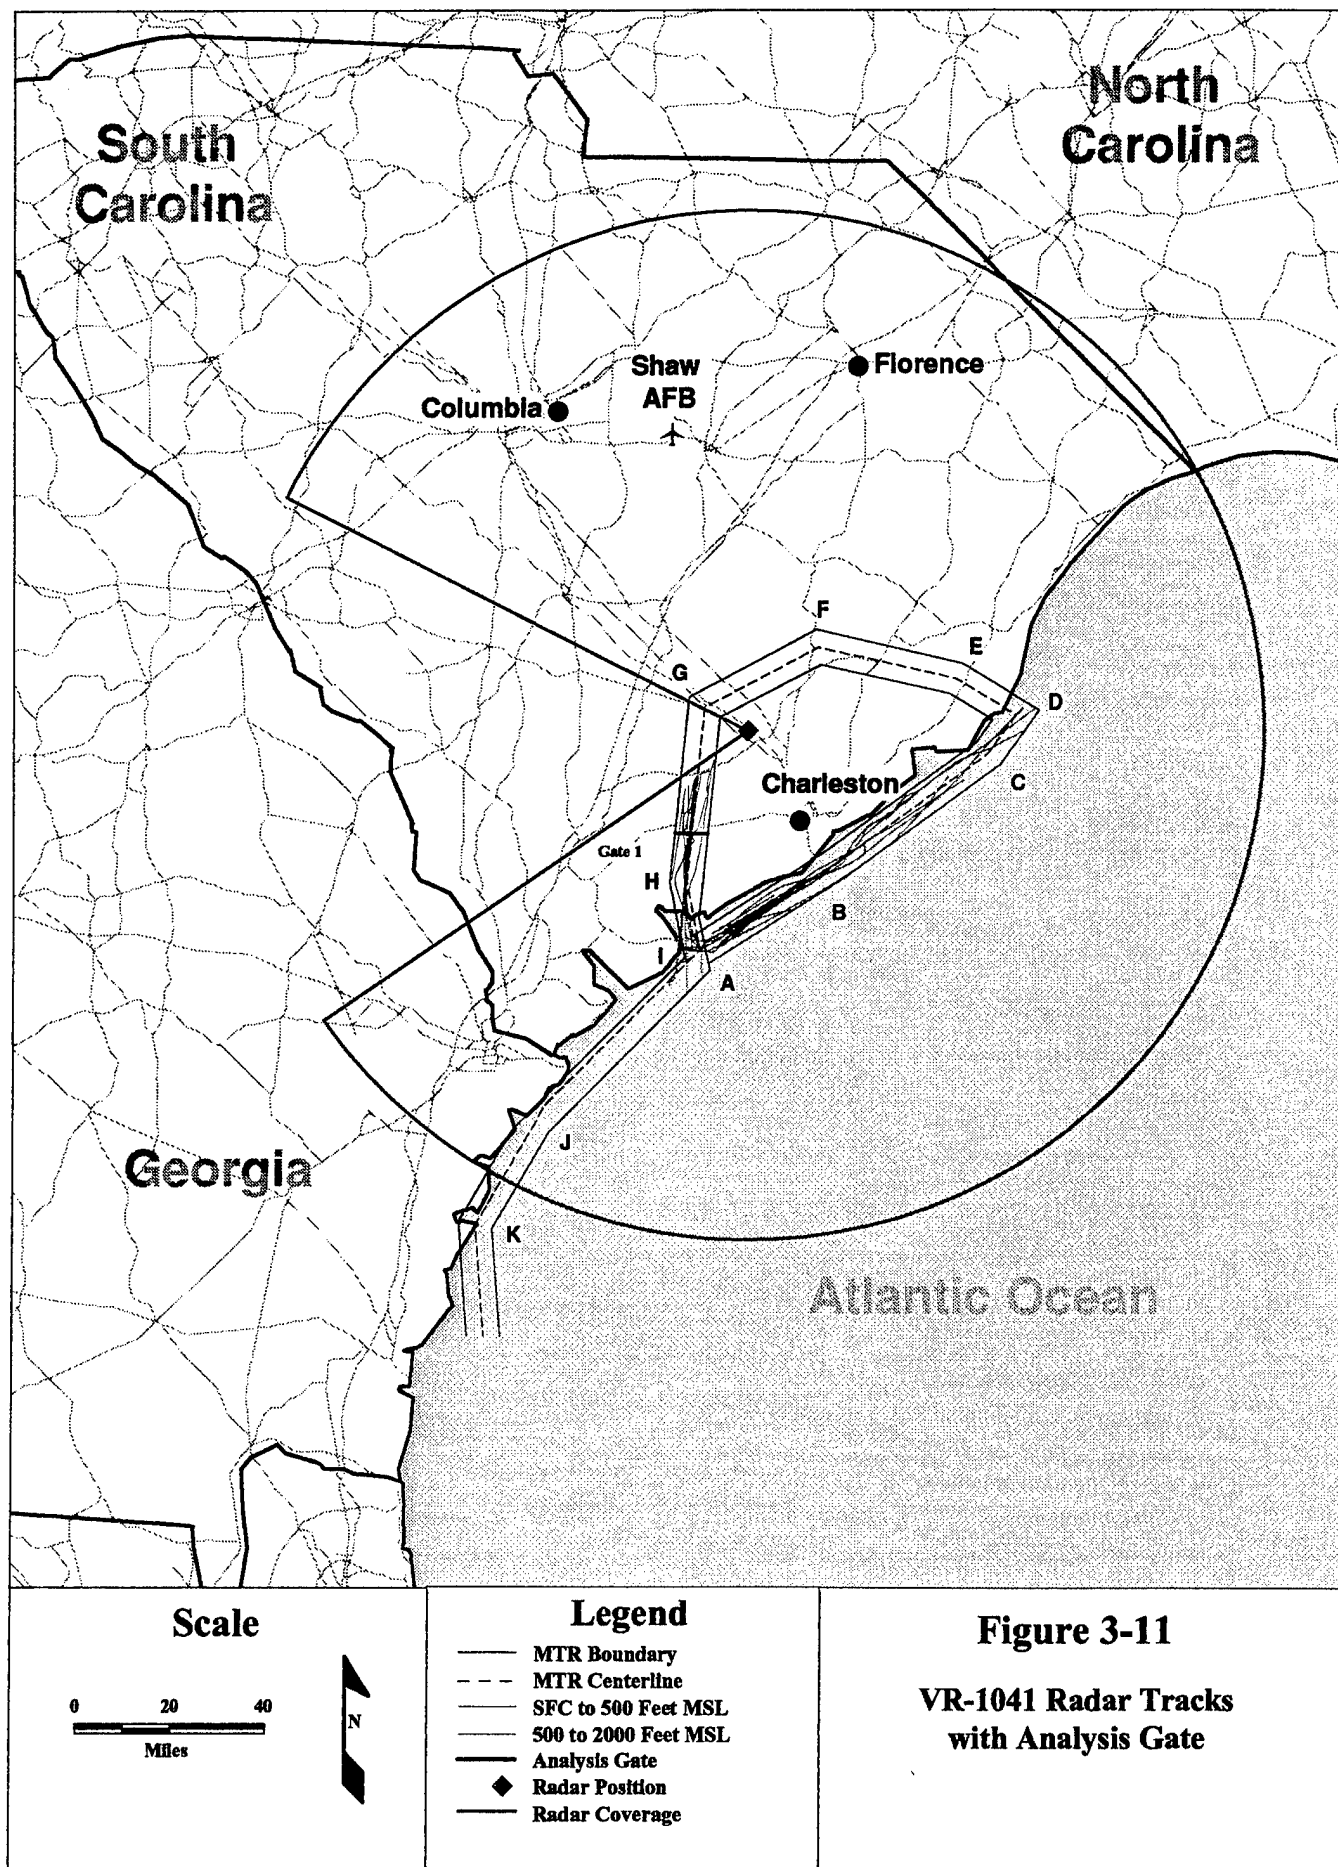 North
Carolina
South
Carolina
Shaw
AFB
Florence
Columbia
F
E
G
D
C
Charleston
Gate 1
H
B
I
A
J
Georgia
K
Atlantic Ocean
Scale
0 20 40
Miles
N
Legend
MTR Boundary
MTR Centerline
SFC to 500 Feet MSL
500 to 2000 Feet MSL
Analysis Gate
Radar Position
Radar Coverage
Figure 3-11
VR-1041 Radar Tracks
with Analysis Gate